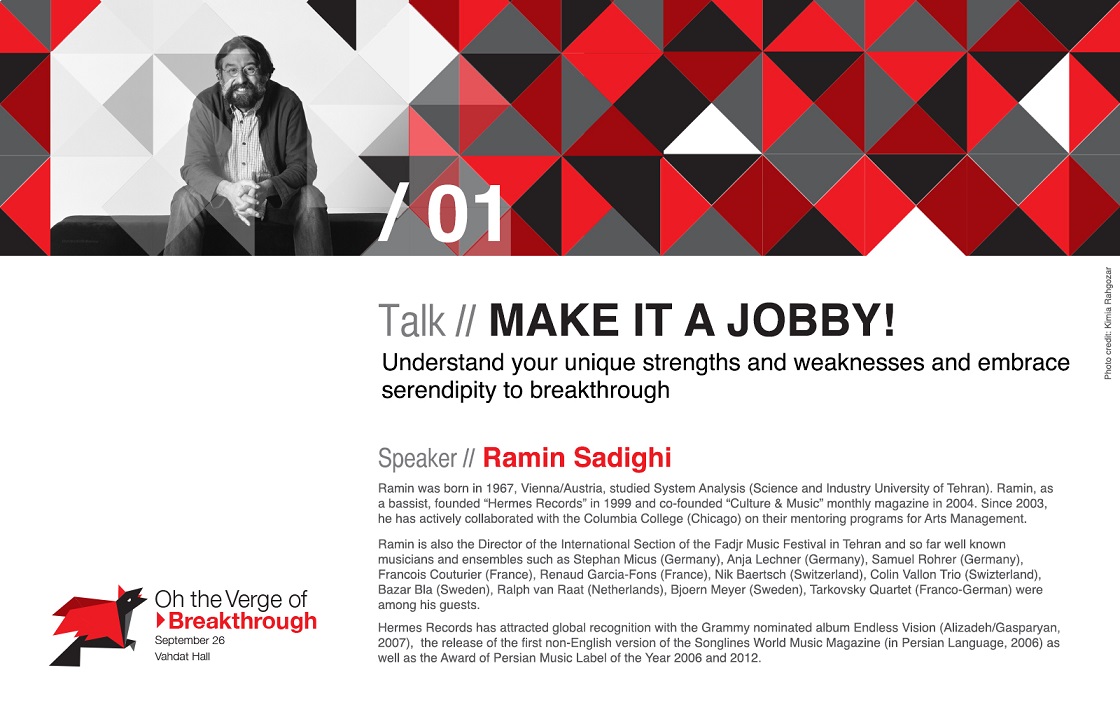 / 01
Photo credit: Kimia Rahgozar
Talk // MAKE IT A JOBBY!
Understand your unique strengths and weaknesses and embrace
serendipity to breakthrough
Speaker // Ramin Sadighi
Ramin was born in 1967, Vienna/Austria, studied System Analysis (Science and Industry University of Tehran). Ramin, as
a bassist, founded “Hermes Records” in 1999 and co-founded “Culture & Music” monthly magazine in 2004. Since 2003,
he has actively collaborated with the Columbia College (Chicago) on their mentoring programs for Arts Management.
Ramin is also the Director of the International Section of the Fadjr Music Festival in Tehran and so far well known
musicians and ensembles such as Stephan Micus (Germany), Anja Lechner (Germany), Samuel Rohrer (Germany),
Francois Couturier (France), Renaud Garcia-Fons (France), Nik Baertsch (Switzerland), Colin Vallon Trio (Swizterland),
Bazar Bla (Sweden), Ralph van Raat (Netherlands), Bjoern Meyer (Sweden), Tarkovsky Quartet (Franco-German) were
among his guests.
Hermes Records has attracted global recognition with the Grammy nominated album Endless Vision (Alizadeh/Gasparyan,
2007), the release of the first non-English version of the Songlines World Music Magazine (in Persian Language, 2006) as
well as the Award of Persian Music Label of the Year 2006 and 2012.
Oh the Verge of
Breakthrough
September 26
Vahdat Hall